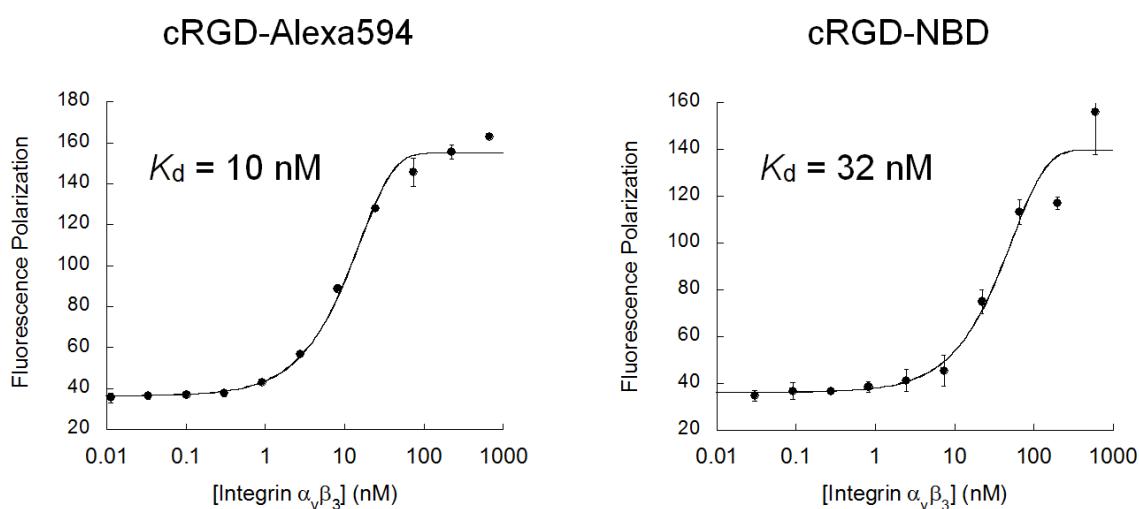 cRGD-Alexa594
180
160
140
120
100
80
60
40
20
Fluorescence Polarization
Kd = 10 nM
0.01 0.1 1 10 100 1000
[Integrin αvβ3] (nM)
cRGD-NBD
160
140
120
100
80
60
40
20
Fluorescence Polarization
Kd = 32 nM
0.01 0.1 1 10 100 1000
[Integrin αvβ3] (nM)